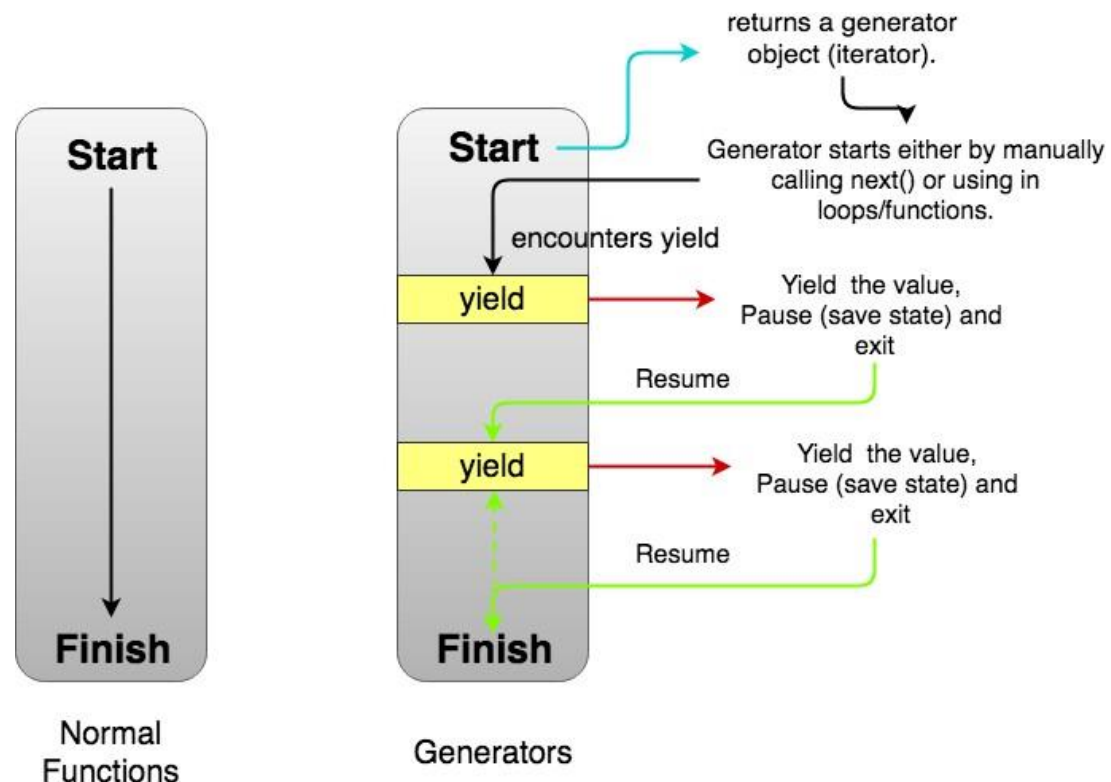 Start
Finish
Normal
Functions
Start
returns a generator
object (iterator).
Generator starts either by manually
calling next() or using in
loops/functions.
encounters yield
yield
Yield the value,
Pause (save state) and
exit
Resume
yield
Yield the value,
Pause (save state) and
exit
Resume
Finish
Generators